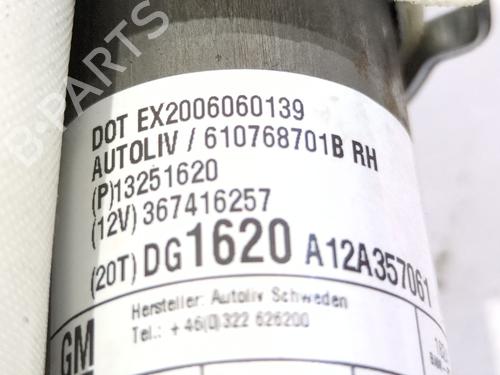 B-PARTS
DOT EX2006060139
AUTOLIV / 610768701B RH
(P)13251620
(12V) 367416257
(20T) DG1620 A12A357061
Hersteller: Autoliv Schweden
Tel.: +46(0)322 626200
GM